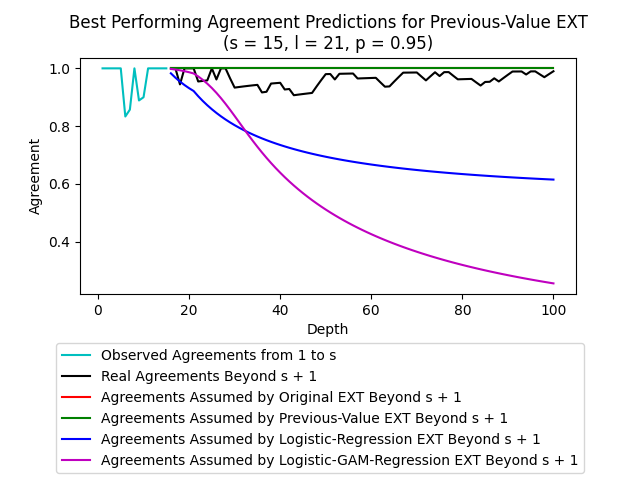 Best Performing Agreement Predictions for Previous-Value EXT
(s = 15, l = 21, p = 0.95)
1.0
0.8
0.6
0.4
Agreement
0 20 40 60 80 100
Depth
Observed Agreements from 1 to s
Real Agreements Beyond s + 1
Agreements Assumed by Original EXT Beyond s + 1
Agreements Assumed by Previous-Value EXT Beyond s + 1
Agreements Assumed by Logistic-Regression EXT Beyond s + 1
Agreements Assumed by Logistic-GAM-Regression EXT Beyond s + 1